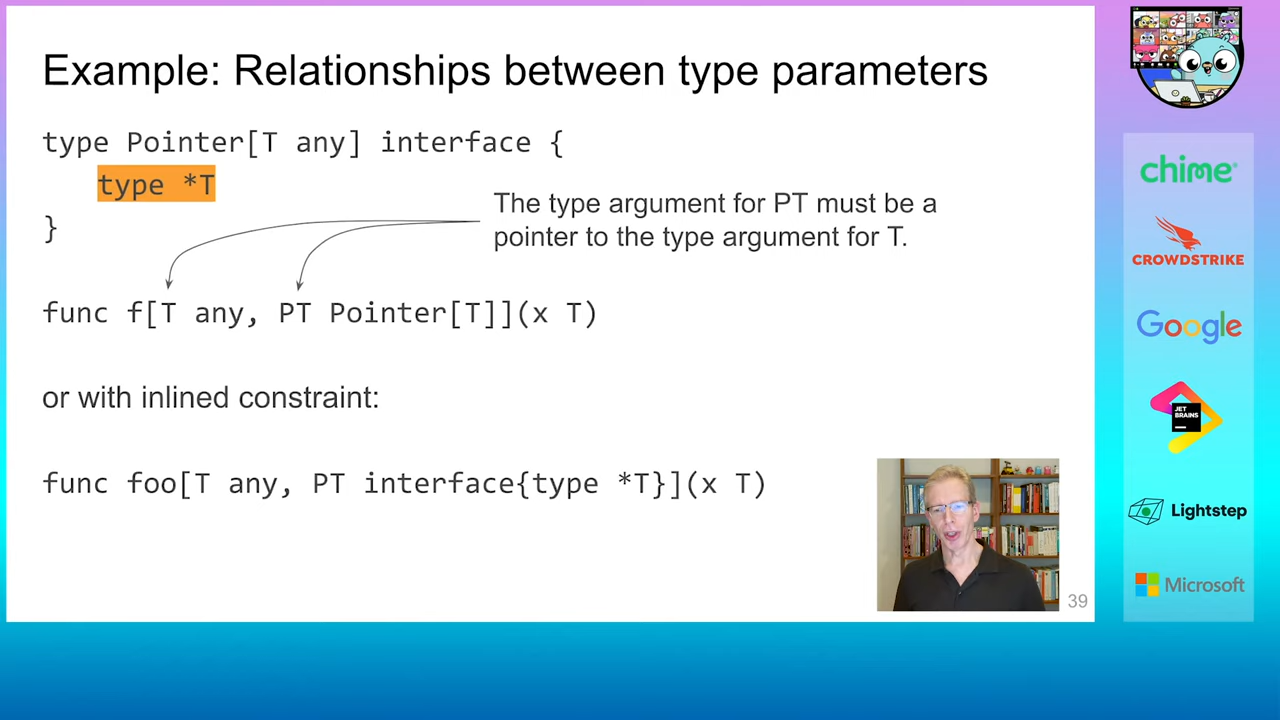 Example: Relationships between type parameters
type Pointer[T any] interface {
type *T
}
The type argument for PT must be a
pointer to the type argument for T.
func f[T any, PT Pointer[T]](x T)
or with inlined constraint:
func foo[T any, PT interface{type *T}](x T)
39
chime
CROWDSTRIKE
Google
JET
BRAINS
Lightstep
Microsoft